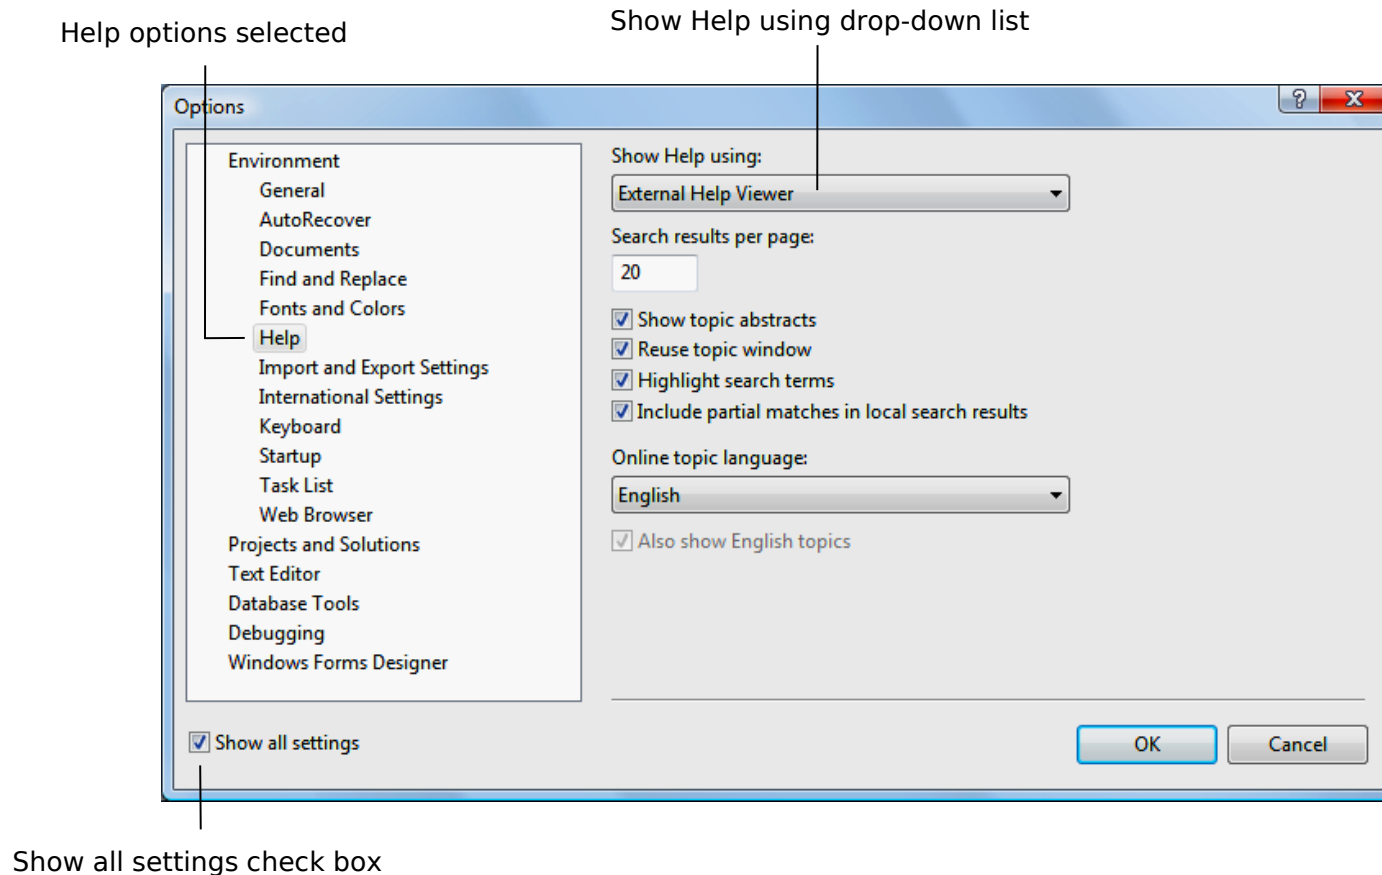 Help options selected
Show Help using drop-down list
Options
Environment
General
AutoRecover
Documents
Find and Replace
Fonts and Colors
Help
Import and Export Settings
International Settings
Keyboard
Startup
Task List
Web Browser
Projects and Solutions
Text Editor
Database Tools
Debugging
Windows Forms Designer
Show Help using:
External Help Viewer
Search results per page:
20
Show topic abstracts
Reuse topic window
Highlight search terms
Include partial matches in local search results
Online topic language:
English
Also show English topics
Show all settings
OK
Cancel
Show all settings check box